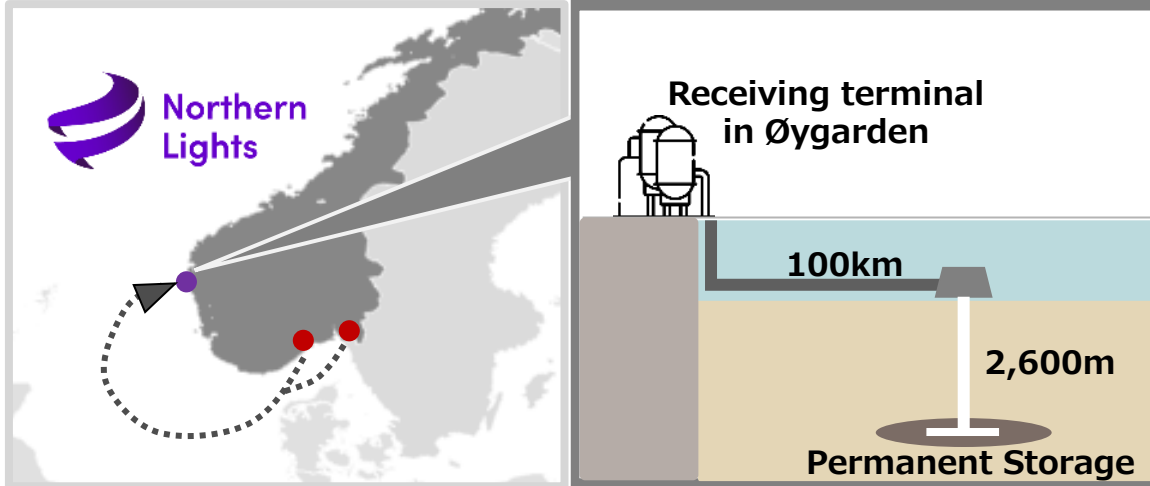 Northern
Lights
Receiving terminal
in Øygarden
100km
2,600m
Permanent Storage